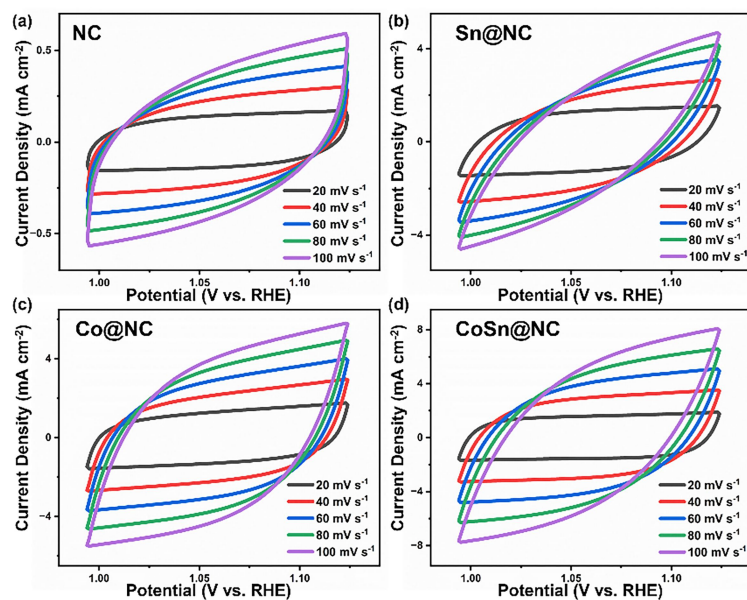 (a)
NC
Current Density (mA cm⁻²)
0.5
0.0
−0.5
20 mV s⁻¹
40 mV s⁻¹
60 mV s⁻¹
80 mV s⁻¹
100 mV s⁻¹
1.00
1.05
1.10
Potential (V vs. RHE)
(b)
Sn@NC
Current Density (mA cm⁻²)
4
0
−4
20 mV s⁻¹
40 mV s⁻¹
60 mV s⁻¹
80 mV s⁻¹
100 mV s⁻¹
1.00
1.05
1.10
Potential (V vs. RHE)
(c)
Co@NC
Current Density (mA cm⁻²)
4
0
−4
20 mV s⁻¹
40 mV s⁻¹
60 mV s⁻¹
80 mV s⁻¹
100 mV s⁻¹
1.00
1.05
1.10
Potential (V vs. RHE)
(d)
CoSn@NC
Current Density (mA cm⁻²)
8
4
0
−4
−8
20 mV s⁻¹
40 mV s⁻¹
60 mV s⁻¹
80 mV s⁻¹
100 mV s⁻¹
1.00
1.05
1.10
Potential (V vs. RHE)